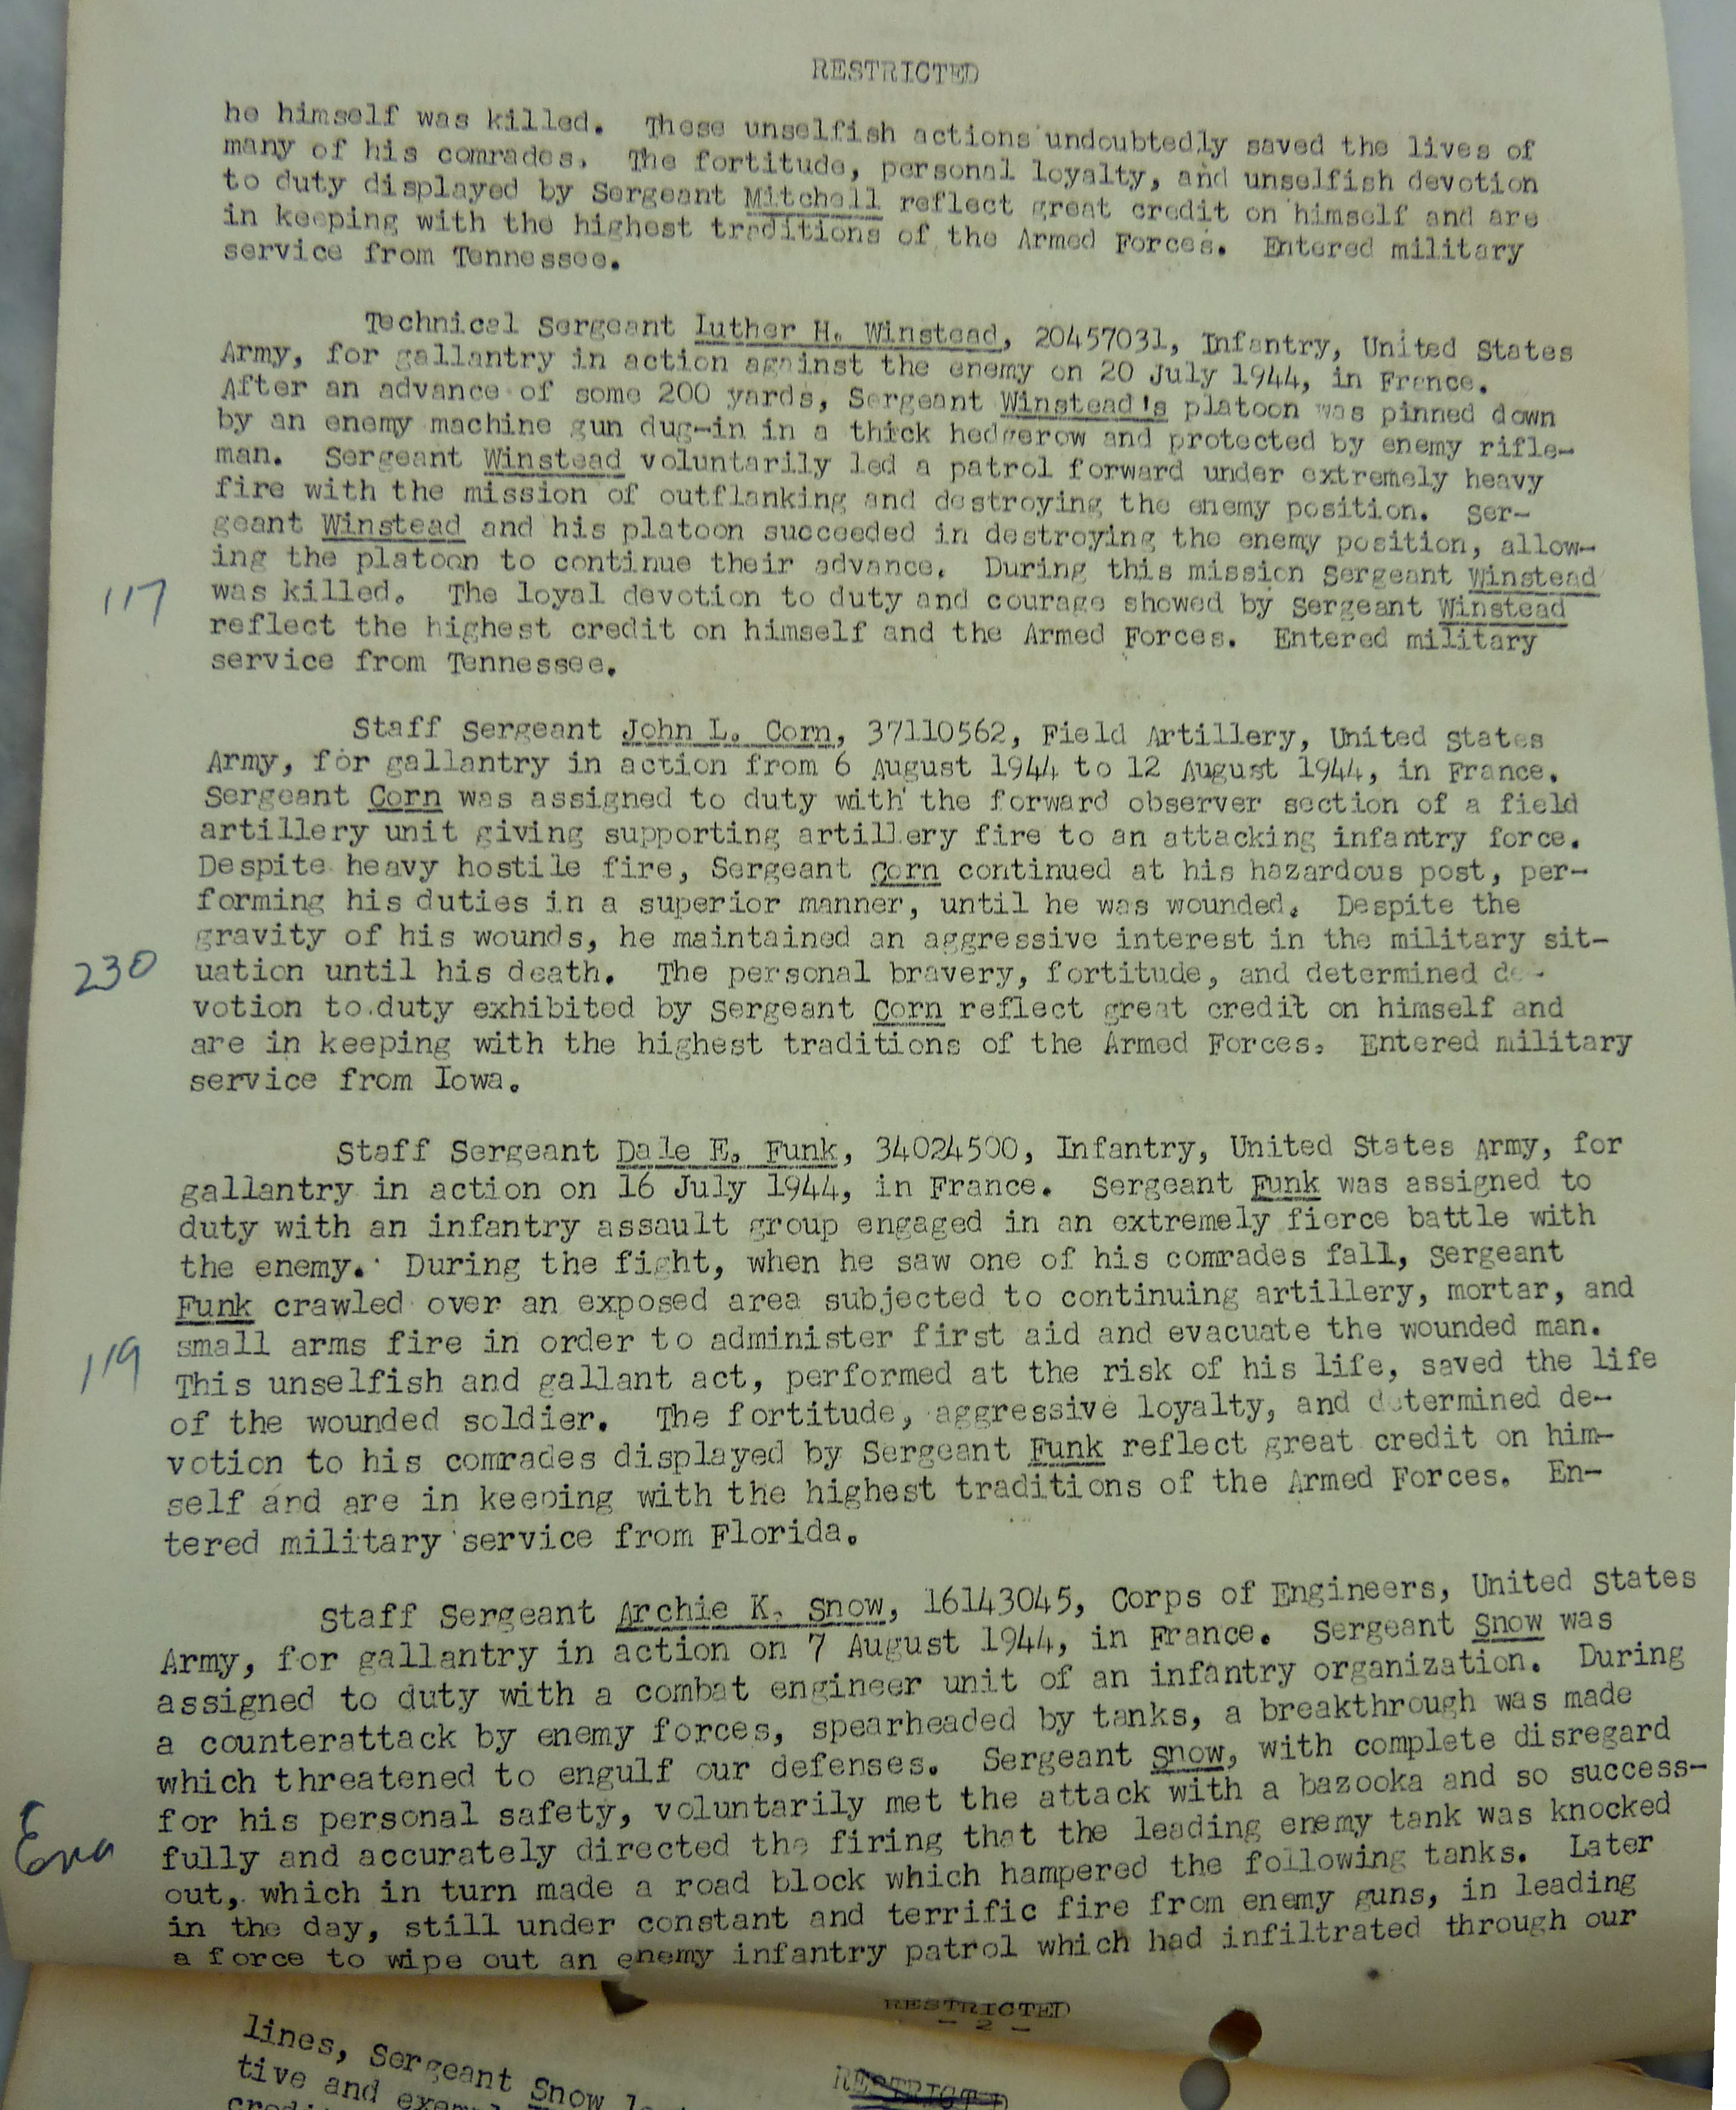 RESTRICTED
he himself was killed. These unselfish actions undoubtedly saved the lives of
many of his comrades. The fortitude, personal loyalty, and unselfish devotion
to duty displayed by Sergeant Mitchell reflect great credit on himself and are
in keeping with the highest traditions of the Armed Forces. Entered military
service from Tennessee.
Technical Sergeant Luther H. Winstead, 20457031, Infantry, United States
Army, for gallantry in action against the enemy on 20 July 1944, in France.
After an advance of some 200 yards, Sergeant Winstead's platoon was pinned down
by an enemy machine gun dug-in in a thick hedgerow and protected by enemy rifle-
man. Sergeant Winstead voluntarily led a patrol forward under extremely heavy
fire with the mission of outflanking and destroying the enemy position. Ser-
geant Winstead and his platoon succeeded in destroying the enemy position, allow-
ing the platoon to continue their advance. During this mission Sergeant Winstead
117 was killed. The loyal devotion to duty and courage showed by Sergeant Winstead
reflect the highest credit on himself and the Armed Forces. Entered military
service from Tennessee.
Staff Sergeant John L. Corn, 37110562, Field Artillery, United States
Army, for gallantry in action from 6 August 1944 to 12 August 1944, in France.
Sergeant Corn was assigned to duty with the forward observer section of a field
artillery unit giving supporting artillery fire to an attacking infantry force.
Despite heavy hostile fire, Sergeant Corn continued at his hazardous post, per-
forming his duties in a superior manner, until he was wounded. Despite the
gravity of his wounds, he maintained an aggressive interest in the military sit-
230 uation until his death. The personal bravery, fortitude, and determined de-
votion to duty exhibited by Sergeant Corn reflect great credit on himself and
are in keeping with the highest traditions of the Armed Forces. Entered military
service from Iowa.
Staff Sergeant Dale E. Funk, 34024500, Infantry, United States Army, for
gallantry in action on 16 July 1944, in France. Sergeant Funk was assigned to
duty with an infantry assault group engaged in an extremely fierce battle with
the enemy. During the fight, when he saw one of his comrades fall, Sergeant
Funk crawled over an exposed area subjected to continuing artillery, mortar, and
small arms fire in order to administer first aid and evacuate the wounded man.
119 This unselfish and gallant act, performed at the risk of his life, saved the life
of the wounded soldier. The fortitude, aggressive loyalty, and determined de-
votion to his comrades displayed by Sergeant Funk reflect great credit on him-
self and are in keeping with the highest traditions of the Armed Forces. En-
tered military service from Florida.
Staff Sergeant Archie K. Snow, 16143045, Corps of Engineers, United States
Army, for gallantry in action on 7 August 1944, in France. Sergeant Snow was
assigned to duty with a combat engineer unit of an infantry organization. During
a counterattack by enemy forces, spearheaded by tanks, a breakthrough was made
which threatened to engulf our defenses. Sergeant Snow, with complete disregard
for his personal safety, voluntarily met the attack with a bazooka and so success-
fully and accurately directed the firing that the leading enemy tank was knocked
out, which in turn made a road block which hampered the following tanks. Later
in the day, still under constant and terrific fire from enemy guns, in leading
a force to wipe out an enemy infantry patrol which had infiltrated through our
RESTRICTED
- 2 -
lines, Sergeant Snow
tive and
RESTRICTED